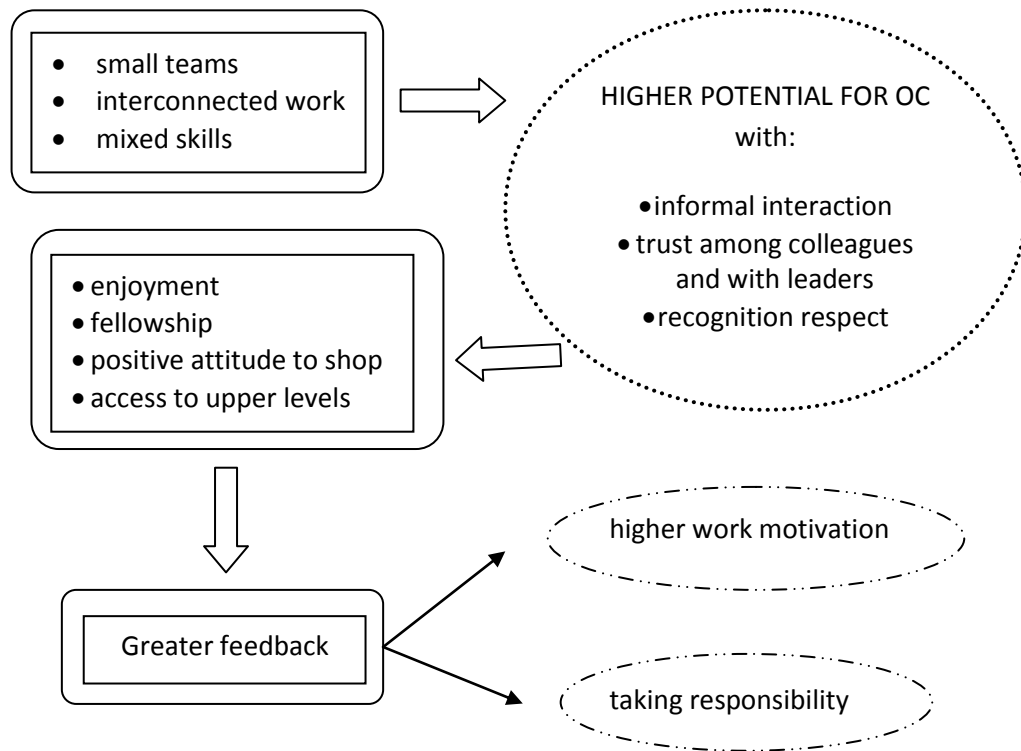 • small teams
• interconnected work
• mixed skills
HIGHER POTENTIAL FOR OC
with:
• informal interaction
• trust among colleagues
and with leaders
• recognition respect
• enjoyment
• fellowship
• positive attitude to shop
• access to upper levels
Greater feedback
higher work motivation
taking responsibility